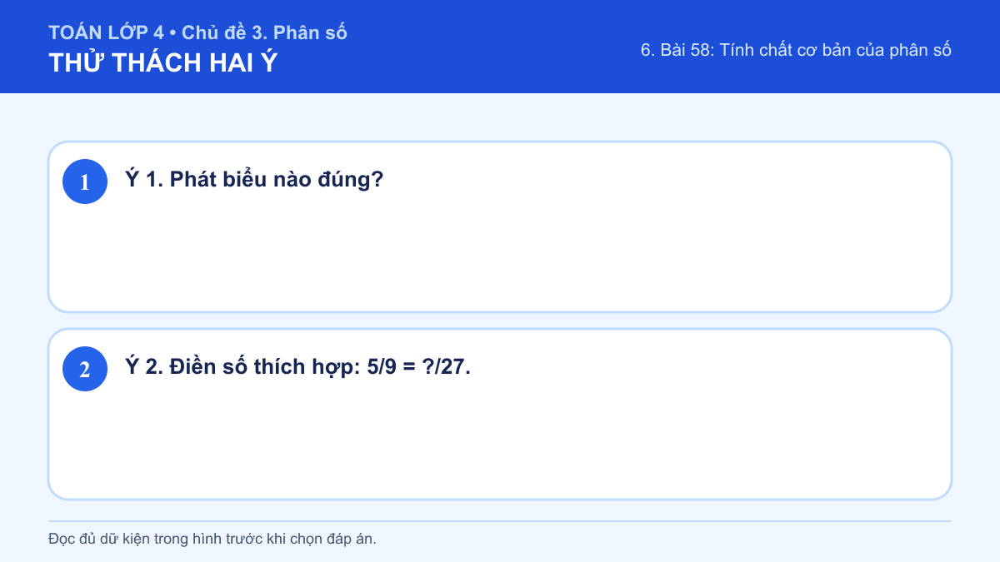 TOÁN LỚP 4 • Chủ đề 3. Phân số
THỬ THÁCH HAI Ý
6. Bài 58: Tính chất cơ bản của phân số
1
Ý 1. Phát biểu nào đúng?
2
Ý 2. Điền số thích hợp: 5/9 = ?/27.
Đọc đủ dữ kiện trong hình trước khi chọn đáp án.